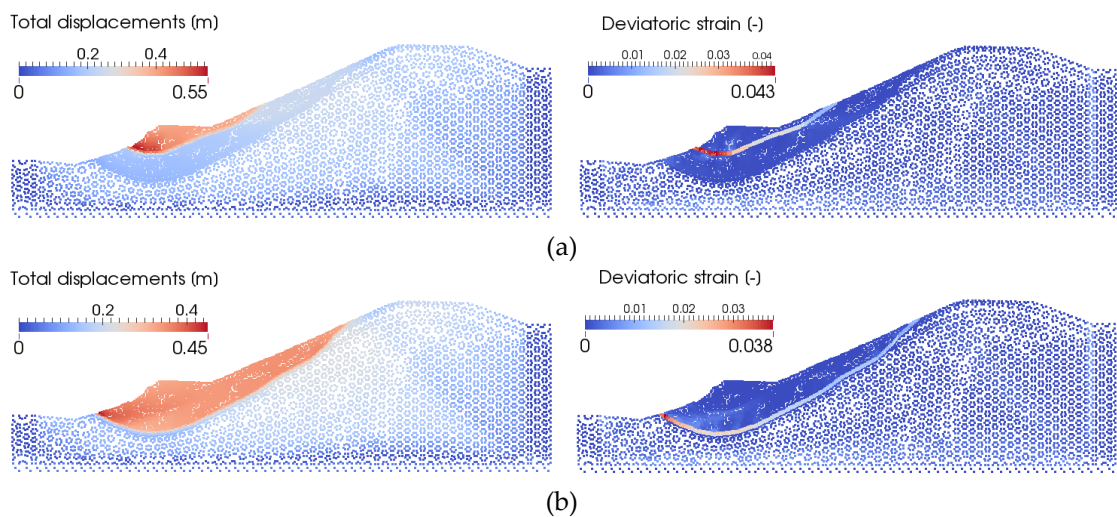 Total displacements (m)
0.2 0.4
0 0.55
Deviatoric strain (-)
0.01 0.02 0.03 0.04
0 0.043
(a)
Total displacements (m)
0.2 0.4
0 0.45
Deviatoric strain (-)
0.01 0.02 0.03
0 0.038
(b)